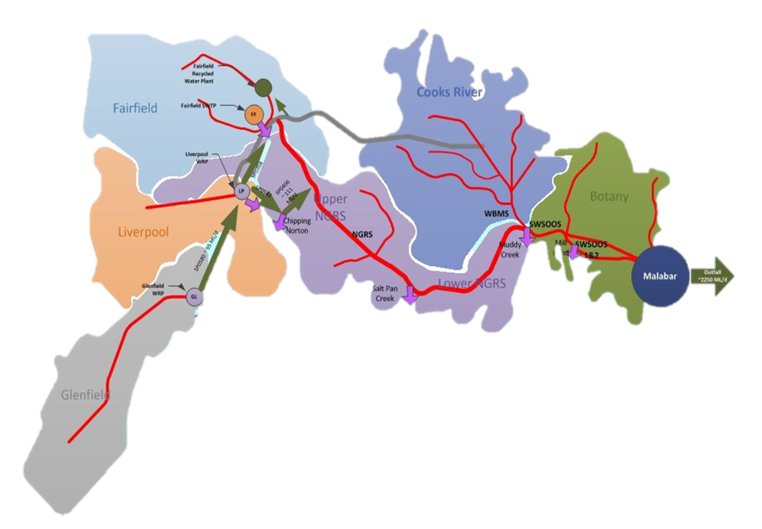 Fairfield
Recycled
Water Plant
Fairfield
Fairfield SWTP
FF
Cooks River
Liverpool
WRP
LP
Botany
Upper
NGRS
WBMS
SWSOOS
Liverpool
Chipping
Norton
NGRS
Muddy
Creek
Mill
SWSOOS
1&2
Malabar
Outfall
~2250 ML/d
Glenfield
WRP
GL
Salt Pan
Creek
Lower NGRS
Glenfield